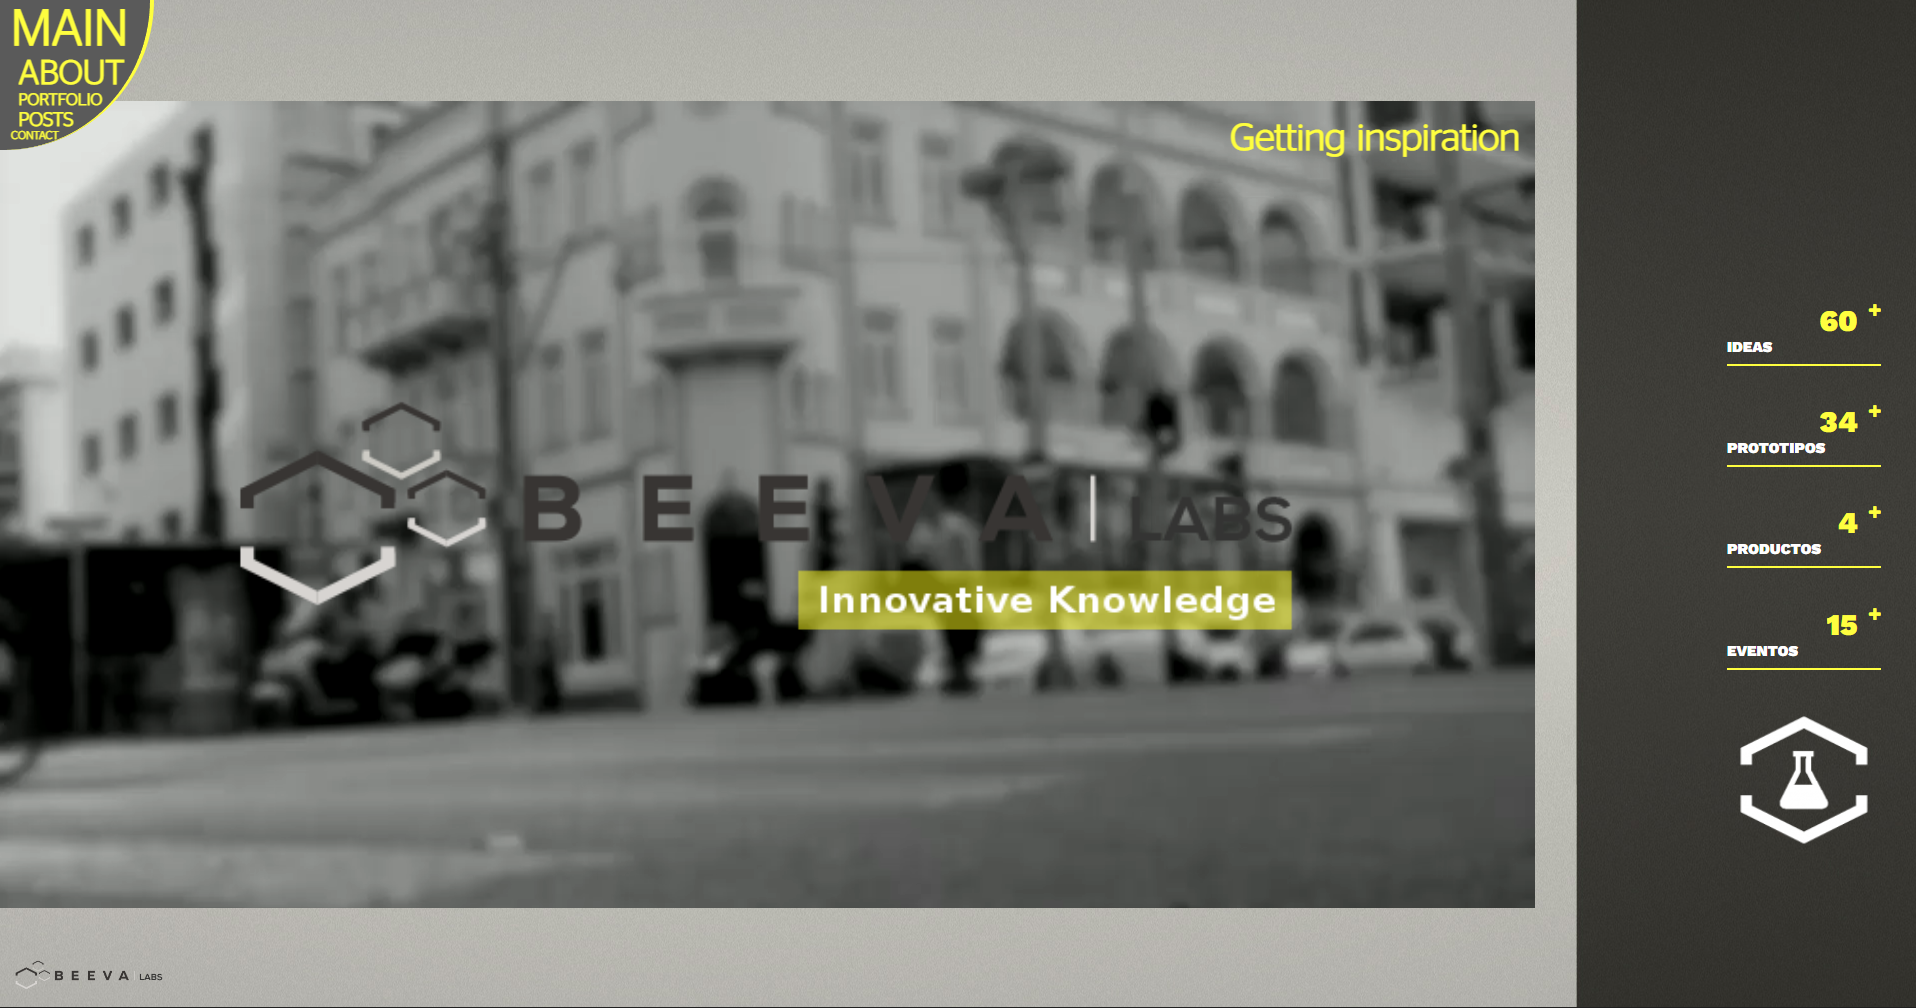 MAIN
ABOUT
PORTFOLIO
POSTS
CONTACT
Getting inspiration
BEEVA | LABS
Innovative Knowledge
60 +
IDEAS
34 +
PROTOTIPOS
4 +
PRODUCTOS
15 +
EVENTOS
BEEVA | LABS